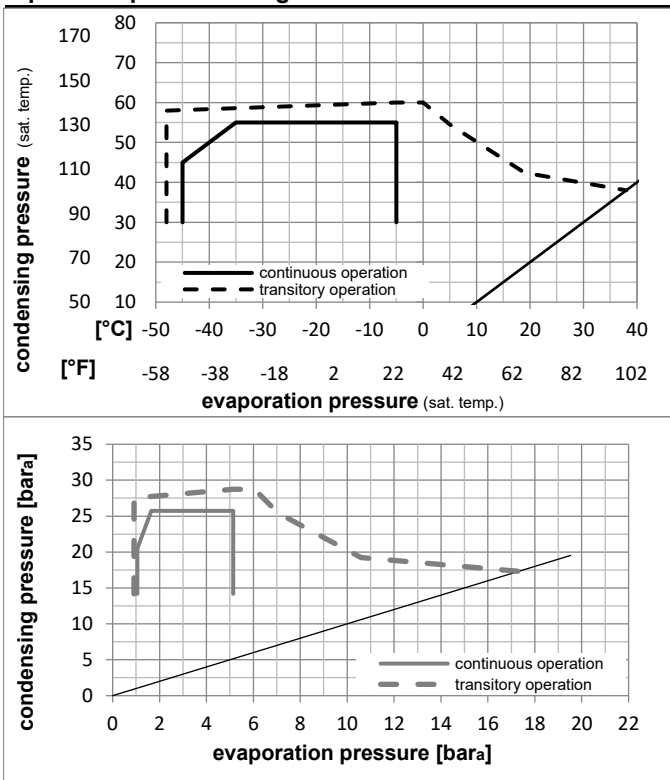 condensing pressure (sat. temp.)
170 80
150 70
60
130 50
110 40
90 30
70 20
50 10
continuous operation
transitory operation
[°C] -50 -40 -30 -20 -10 0 10 20 30 40
[°F] -58 -38 -18 2 22 42 62 82 102
evaporation pressure (sat. temp.)
condensing pressure [bara]
35
30
25
20
15
10
5
0
continuous operation
transitory operation
0 2 4 6 8 10 12 14 16 18 20 22
evaporation pressure [bara]